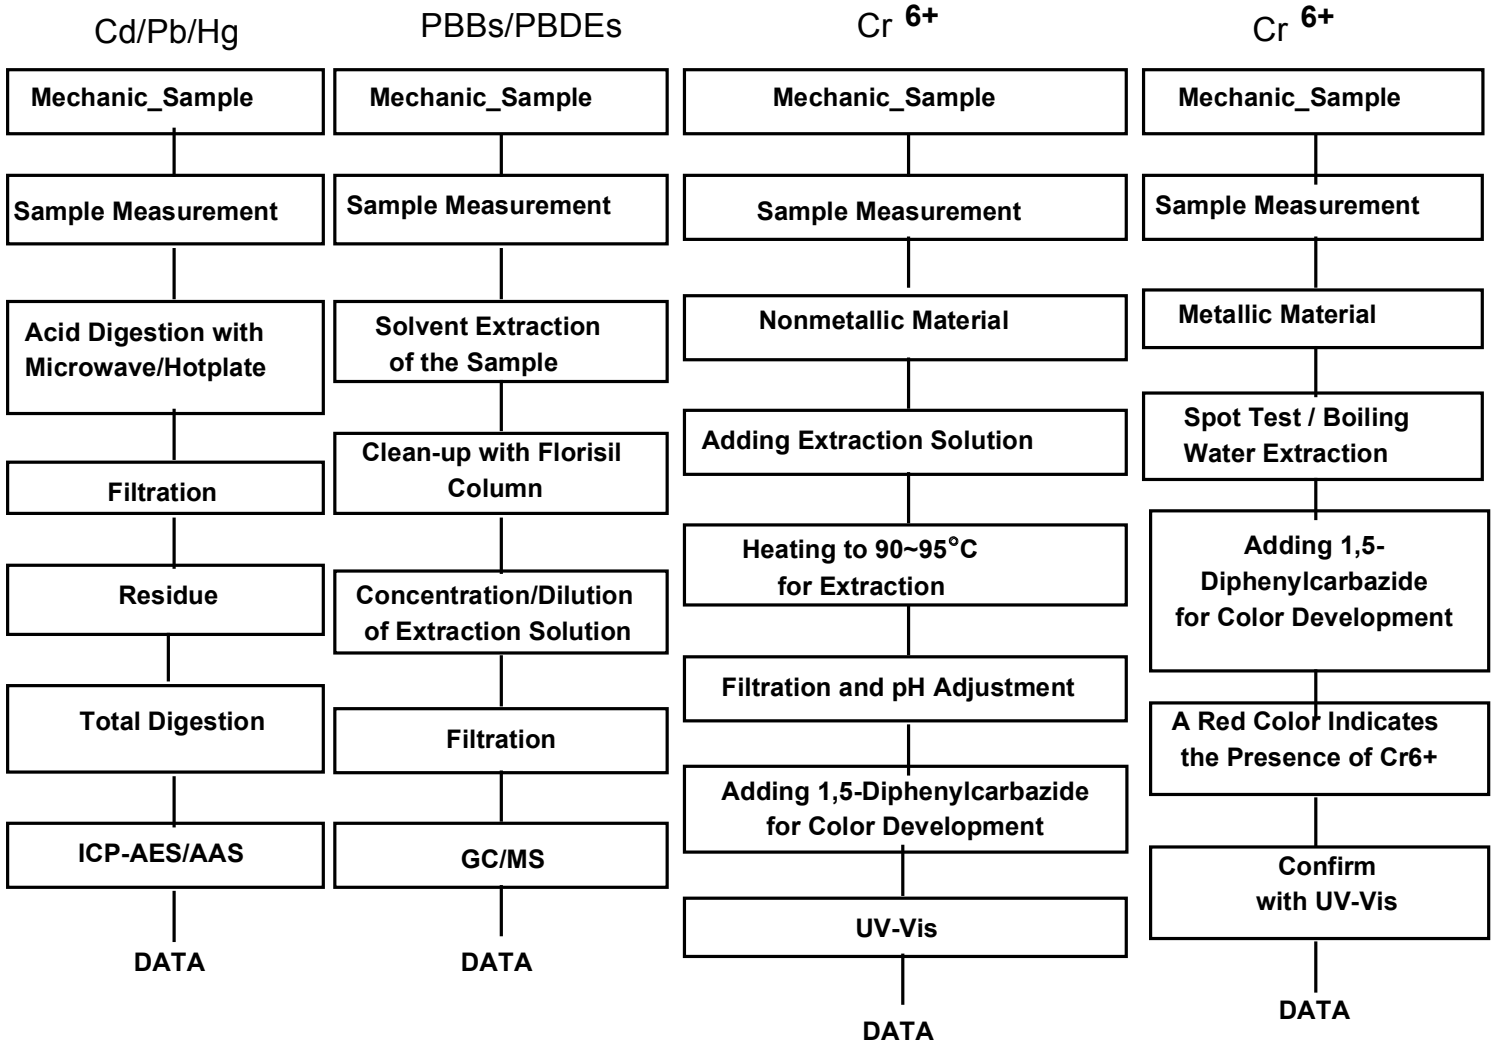 Cd/Pb/Hg
Mechanic_Sample
Sample Measurement
Acid Digestion with
Microwave/Hotplate
Filtration
Residue
Total Digestion
ICP-AES/AAS
DATA
PBBs/PBDEs
Mechanic_Sample
Sample Measurement
Solvent Extraction
of the Sample
Clean-up with Florisil
Column
Concentration/Dilution
of Extraction Solution
Filtration
GC/MS
DATA
Cr 6+
Mechanic_Sample
Sample Measurement
Nonmetallic Material
Adding Extraction Solution
Heating to 90~95°C
for Extraction
Filtration and pH Adjustment
Adding 1,5-Diphenylcarbazide
for Color Development
UV-Vis
DATA
Cr 6+
Mechanic_Sample
Sample Measurement
Metallic Material
Spot Test / Boiling
Water Extraction
Adding 1,5-
Diphenylcarbazide
for Color Development
A Red Color Indicates
the Presence of Cr6+
Confirm
with UV-Vis
DATA